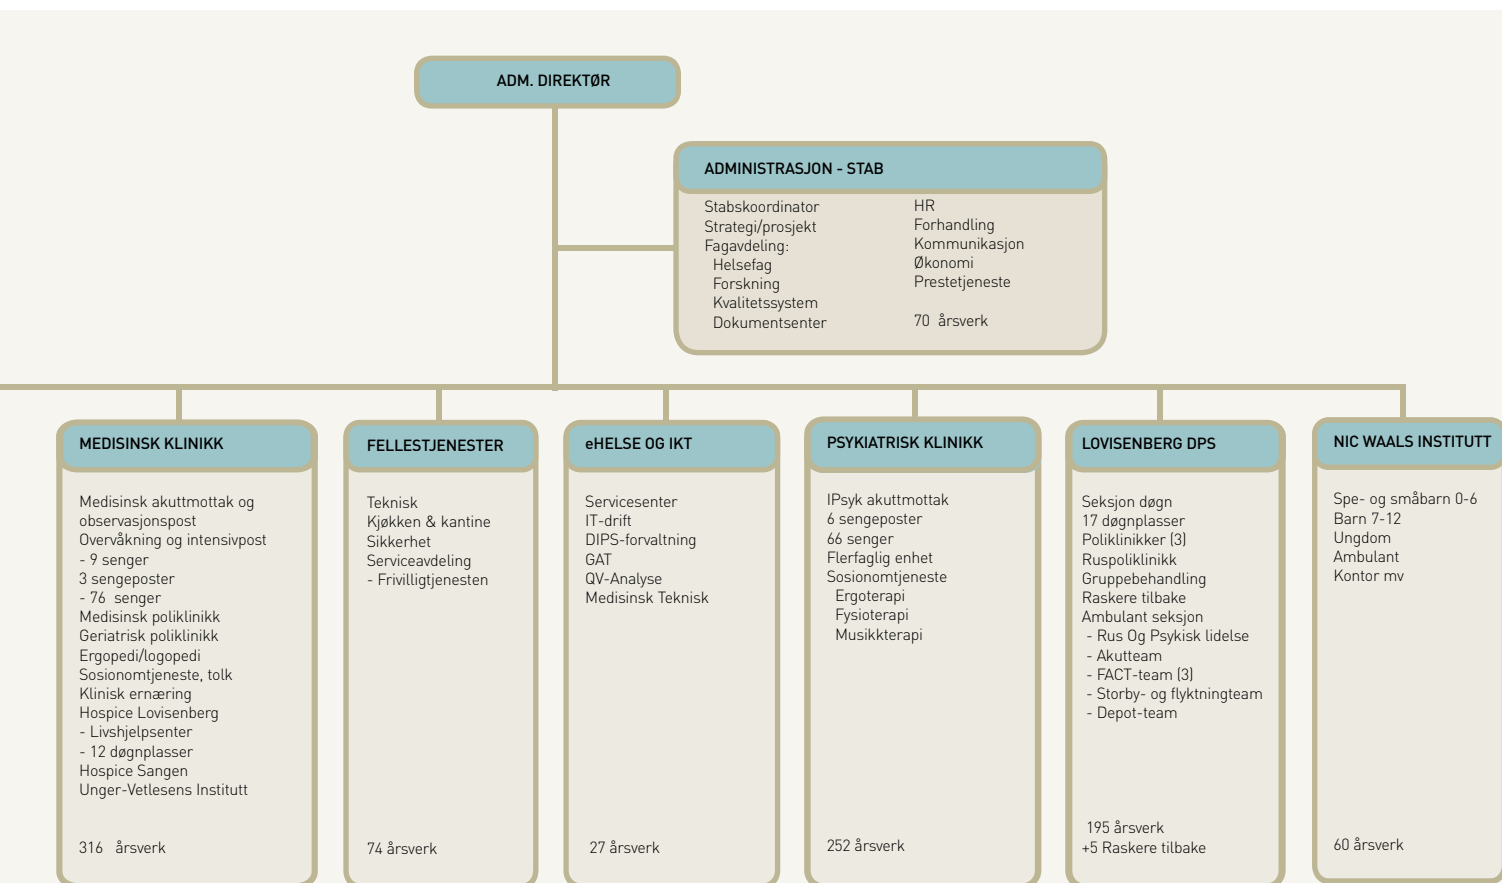 ADM. DIREKTØR
ADMINISTRASJON - STAB
Stabskoordinator
Strategi/prosjekt
Fagavdeling:
Helsefag
Forskning
Kvalitetssystem
Dokumentsenter
HR
Forhandling
Kommunikasjon
Økonomi
Prestetjeneste
70 årsverk
MEDISINSK KLINIKK
Medisinsk akuttmottak og
observasjonspost
Overvåkning og intensivpost
- 9 senger
3 sengeposter
- 76 senger
Medisinsk poliklinikk
Geriatrisk poliklinikk
Ergopedi/logopedi
Sosionomtjeneste, tolk
Klinisk ernæring
Hospice Lovisenberg
- Livshjelpsenter
- 12 døgnplasser
Hospice Sangen
Unger-Vetlesens Institutt
316 årsverk
FELLESTJENESTER
Teknisk
Kjøkken & kantine
Sikkerhet
Serviceavdeling
- Frivilligtjenesten
74 årsverk
eHELSE OG IKT
Servicesenter
IT-drift
DIPS-forvaltning
GAT
QV-Analyse
Medisinsk Teknisk
27 årsverk
PSYKIATRISK KLINIKK
IPsyk akuttmottak
6 sengeposter
66 senger
Flerfaglig enhet
Sosionomtjeneste
Ergoterapi
Fysioterapi
Musikkterapi
252 årsverk
LOVISENBERG DPS
Seksjon døgn
17 døgnplasser
Poliklinikker (3)
Ruspoliklinikk
Gruppebehandling
Raskere tilbake
Ambulant seksjon
- Rus Og Psykisk lidelse
- Akutteam
- FACT-team (3)
- Storby- og flyktningteam
- Depot-team
195 årsverk
+5 Raskere tilbake
NIC WAALS INSTITUTT
Spe- og småbarn 0-6
Barn 7-12
Ungdom
Ambulant
Kontor mv
60 årsverk